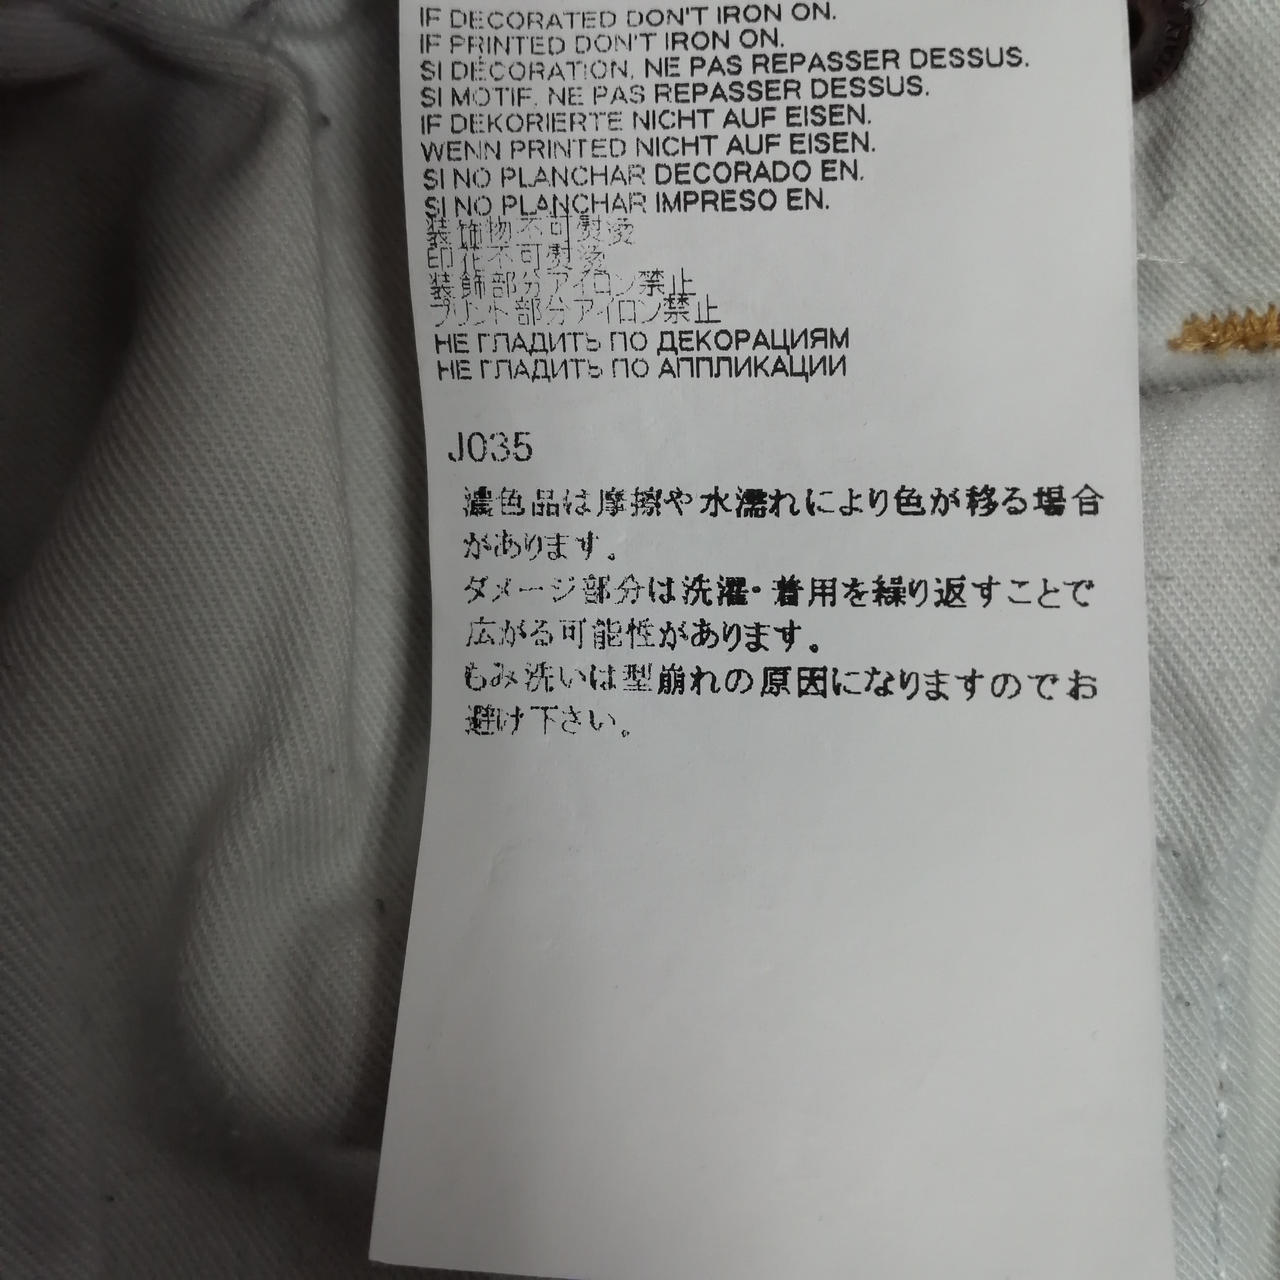 IF DECORATED DON'T IRON ON.
IF PRINTED DON'T IRON ON.
SI DÉCORATION, NE PAS REPASSER DESSUS.
SI MOTIF, NE PAS REPASSER DESSUS.
IF DEKORIERTE NICHT AUF EISEN.
WENN PRINTED NICHT AUF EISEN.
SI NO PLANCHAR DECORADO EN.
SI NO PLANCHAR IMPRESO EN.
装飾物不可熨烫
印花不可熨烫
装飾部分アイロン禁止
プリント部分アイロン禁止
НЕ ГЛАДИТЬ ПО ДЕКОРАЦИЯМ
НЕ ГЛАДИТЬ ПО АППЛИКАЦИИ
J035
濃色品は摩擦や水濡れにより色が移る場合
があります。
ダメージ部分は洗濯・着用を繰り返すことで
広がる可能性があります。
もみ洗いは型崩れの原因になりますのでお
避け下さい。